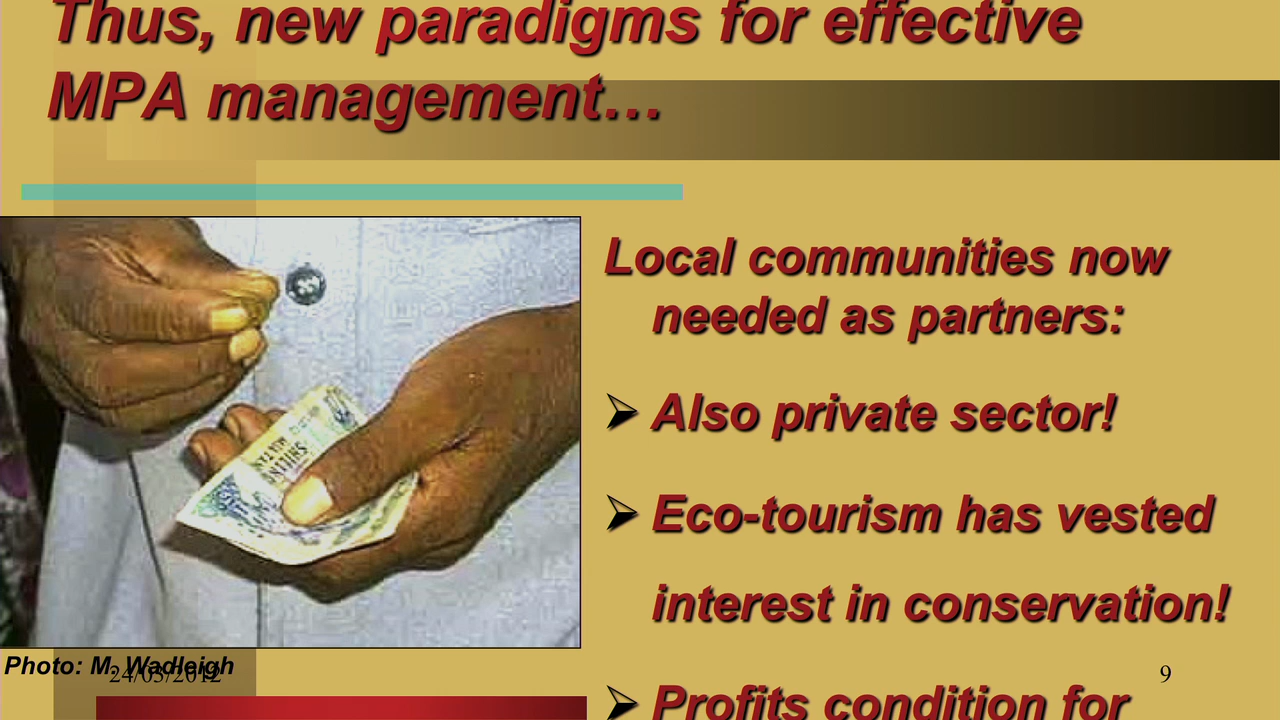 Thus, new paradigms for effective
MPA management…
Local communities now
needed as partners:
➢ Also private sector!
➢ Eco-tourism has vested
interest in conservation!
➢ Profits condition for
Photo: M. Wadleigh
24/03/2012
9